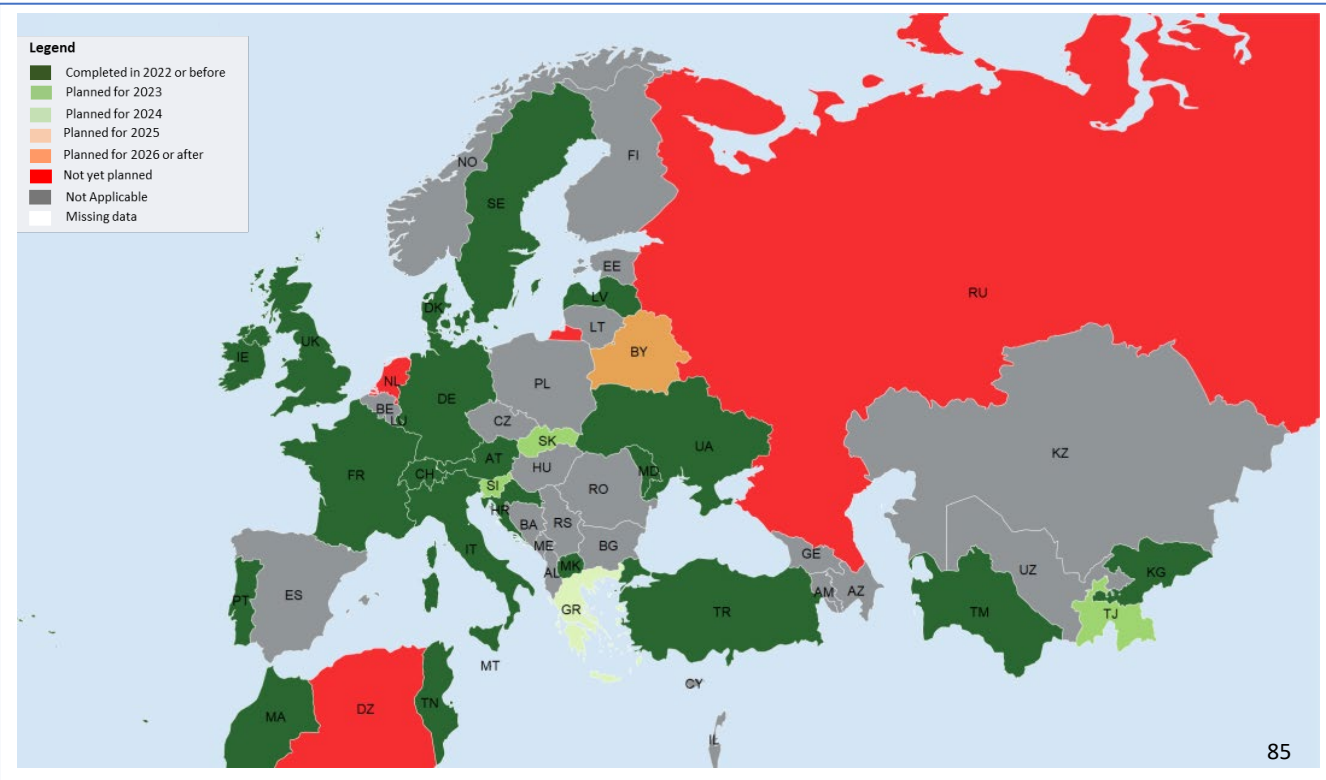 Legend
Completed in 2022 or before
Planned for 2023
Planned for 2024
Planned for 2025
Planned for 2026 or after
Not yet planned
Not Applicable
Missing data
NO
FI
SE
EE
RU
LV
DK
LT
UK
IE
BY
NL
PL
DE
BE
LU
CZ
SK
UA
AT
FR
CH
HU
MD
KZ
SI
RO
HR
BA
RS
IT
ME
BG
GE
MK
AL
UZ
KG
ES
PT
AM
AZ
GR
TR
TM
TJ
MT
CY
MA
DZ
TN
IL
85